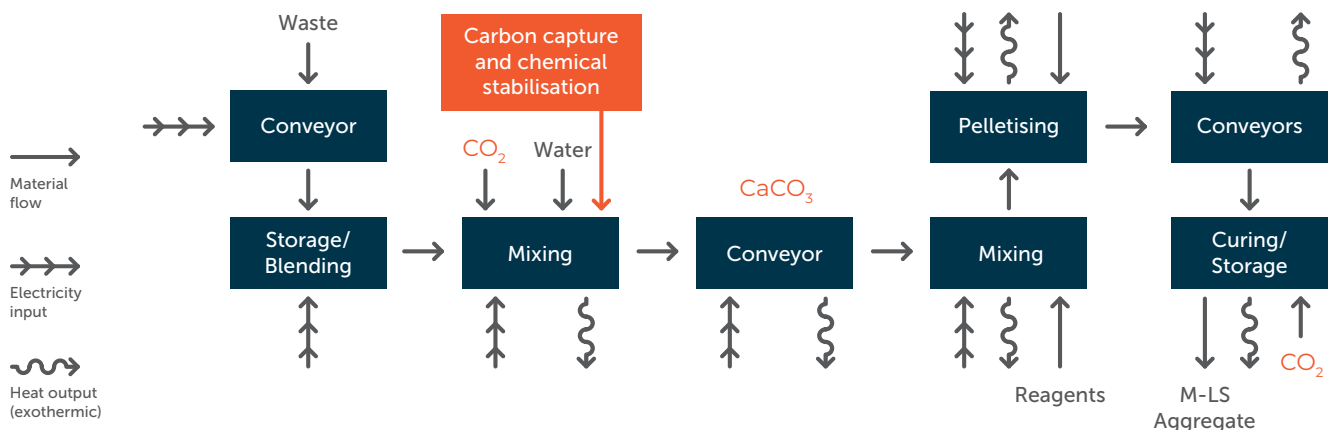 Waste
Carbon capture
and chemical
stabilisation
Conveyor
Pelletising
Conveyors
Material
flow
CO₂
Water
CaCO₃
Storage/
Blending
Mixing
Conveyor
Mixing
Curing/
Storage
Electricity
input
Heat output
(exothermic)
Reagents
M-LS
Aggregate
CO₂